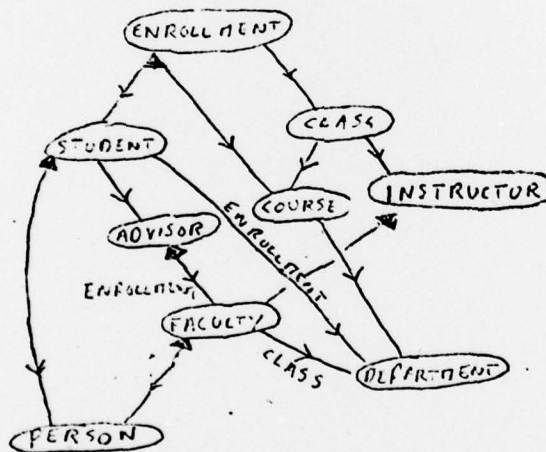 ENROLLMENT
CLASS
STUDENT
INSTRUCTOR
COURSE
ADVISOR
ENROLLMENT
ENROLLMENT
FACULTY
CLASS
DEPARTMENT
PERSON